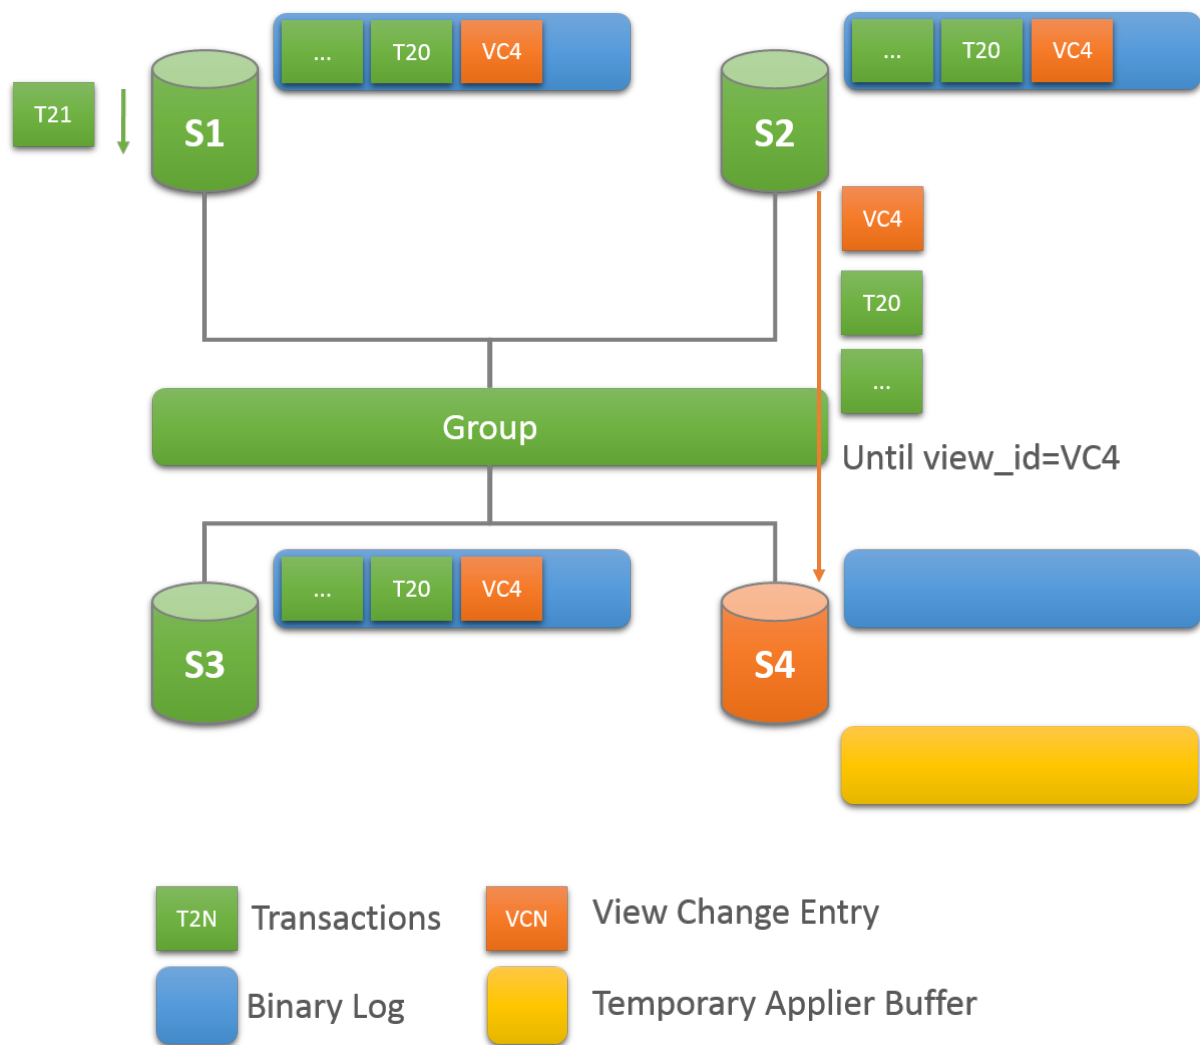 ... T20 VC4
... T20 VC4
T21
S1
S2
VC4
T20
...
Group
Until view_id=VC4
... T20 VC4
S3
S4
T2N Transactions
VCN View Change Entry
Binary Log
Temporary Applier Buffer